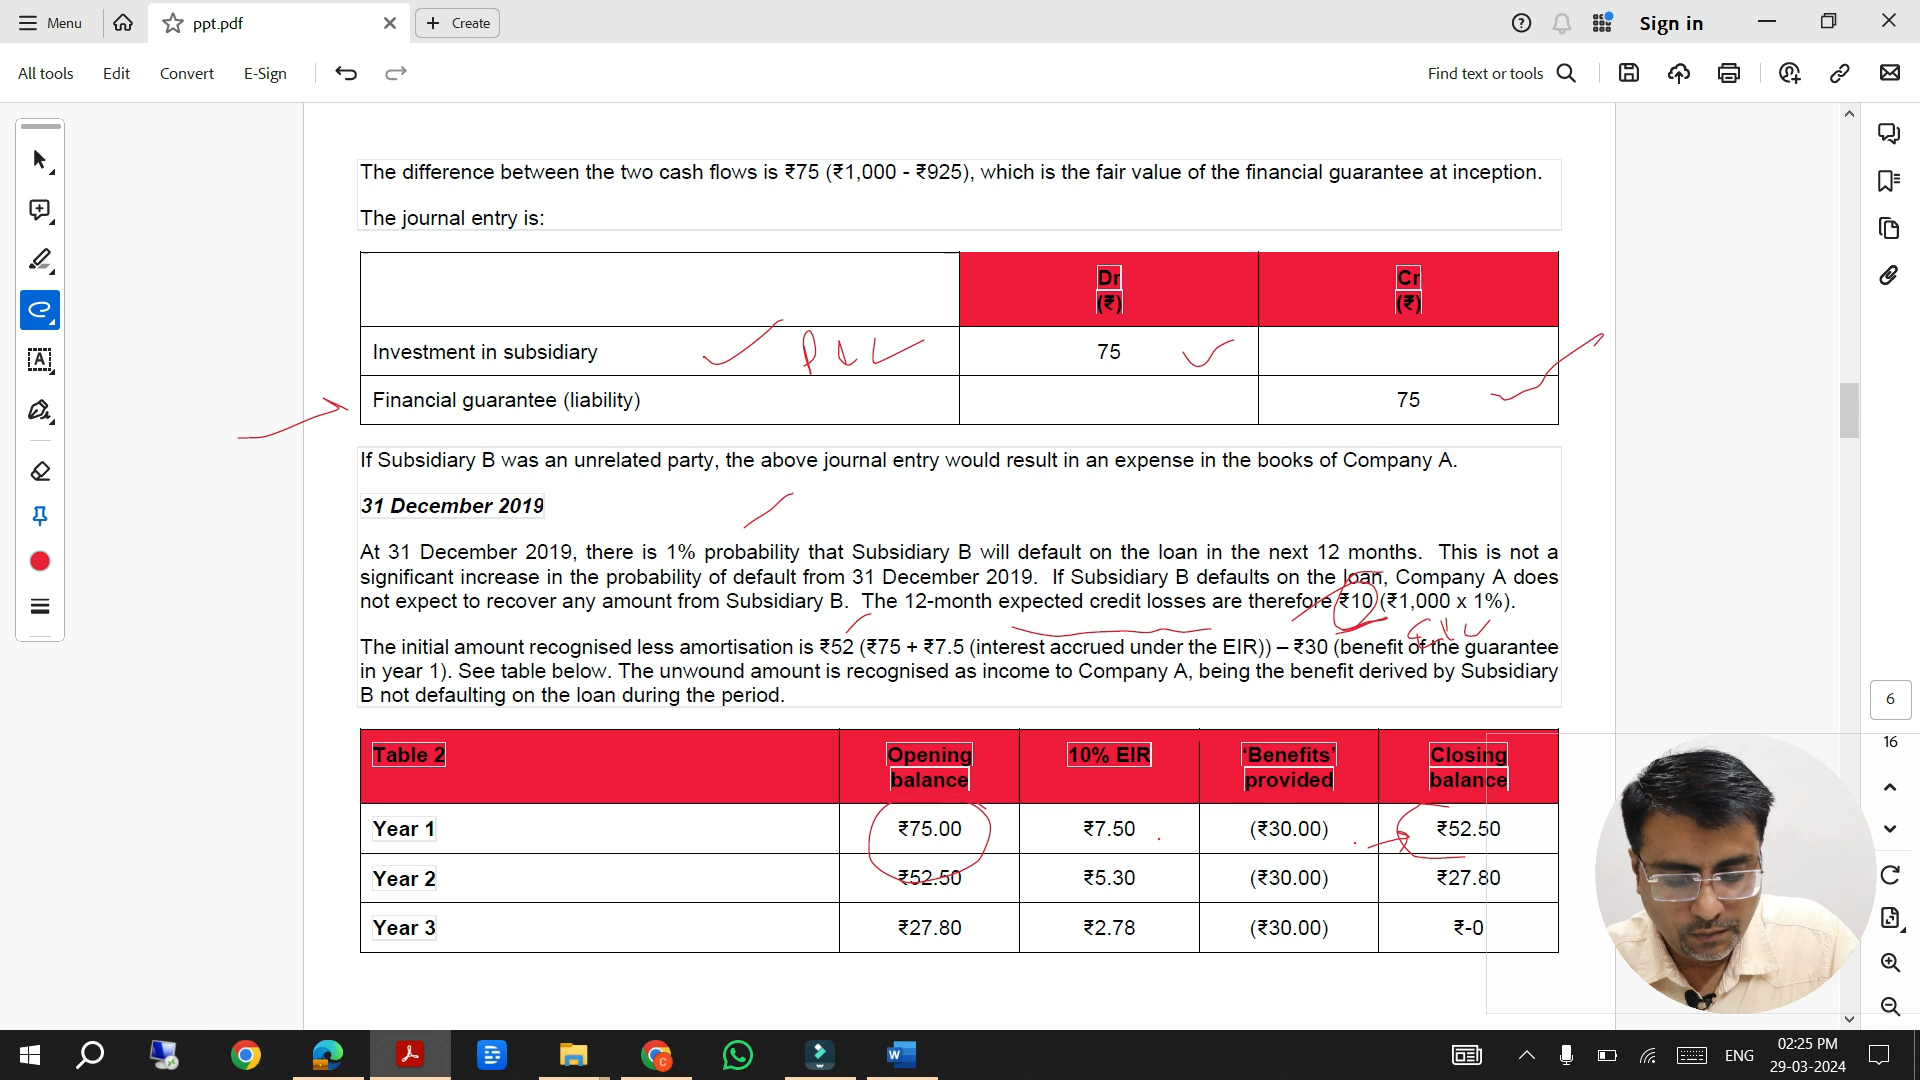 Menu
ppt.pdf
Create
Sign in
All tools
Edit
Convert
E-Sign
Find text or tools
The difference between the two cash flows is ₹75 (₹1,000 - ₹925), which is the fair value of the financial guarantee at inception.
The journal entry is:
Dr Cr
(₹) (₹)
Investment in subsidiary 75
Financial guarantee (liability) 75
If Subsidiary B was an unrelated party, the above journal entry would result in an expense in the books of Company A.
31 December 2019
At 31 December 2019, there is 1% probability that Subsidiary B will default on the loan in the next 12 months. This is not a
significant increase in the probability of default from 31 December 2019. If Subsidiary B defaults on the loan, Company A does
not expect to recover any amount from Subsidiary B. The 12-month expected credit losses are therefore ₹10 (₹1,000 x 1%).
The initial amount recognised less amortisation is ₹52 (₹75 + ₹7.5 (interest accrued under the EIR)) – ₹30 (benefit of the guarantee
in year 1). See table below. The unwound amount is recognised as income to Company A, being the benefit derived by Subsidiary
B not defaulting on the loan during the period.
Table 2 Opening 10% EIR ‘Benefits’ Closing
balance provided balance
Year 1 ₹75.00 ₹7.50 (₹30.00) ₹52.50
Year 2 ₹52.50 ₹5.30 (₹30.00) ₹27.80
Year 3 ₹27.80 ₹2.78 (₹30.00) ₹-0
6
16
ENG
02:25 PM
29-03-2024